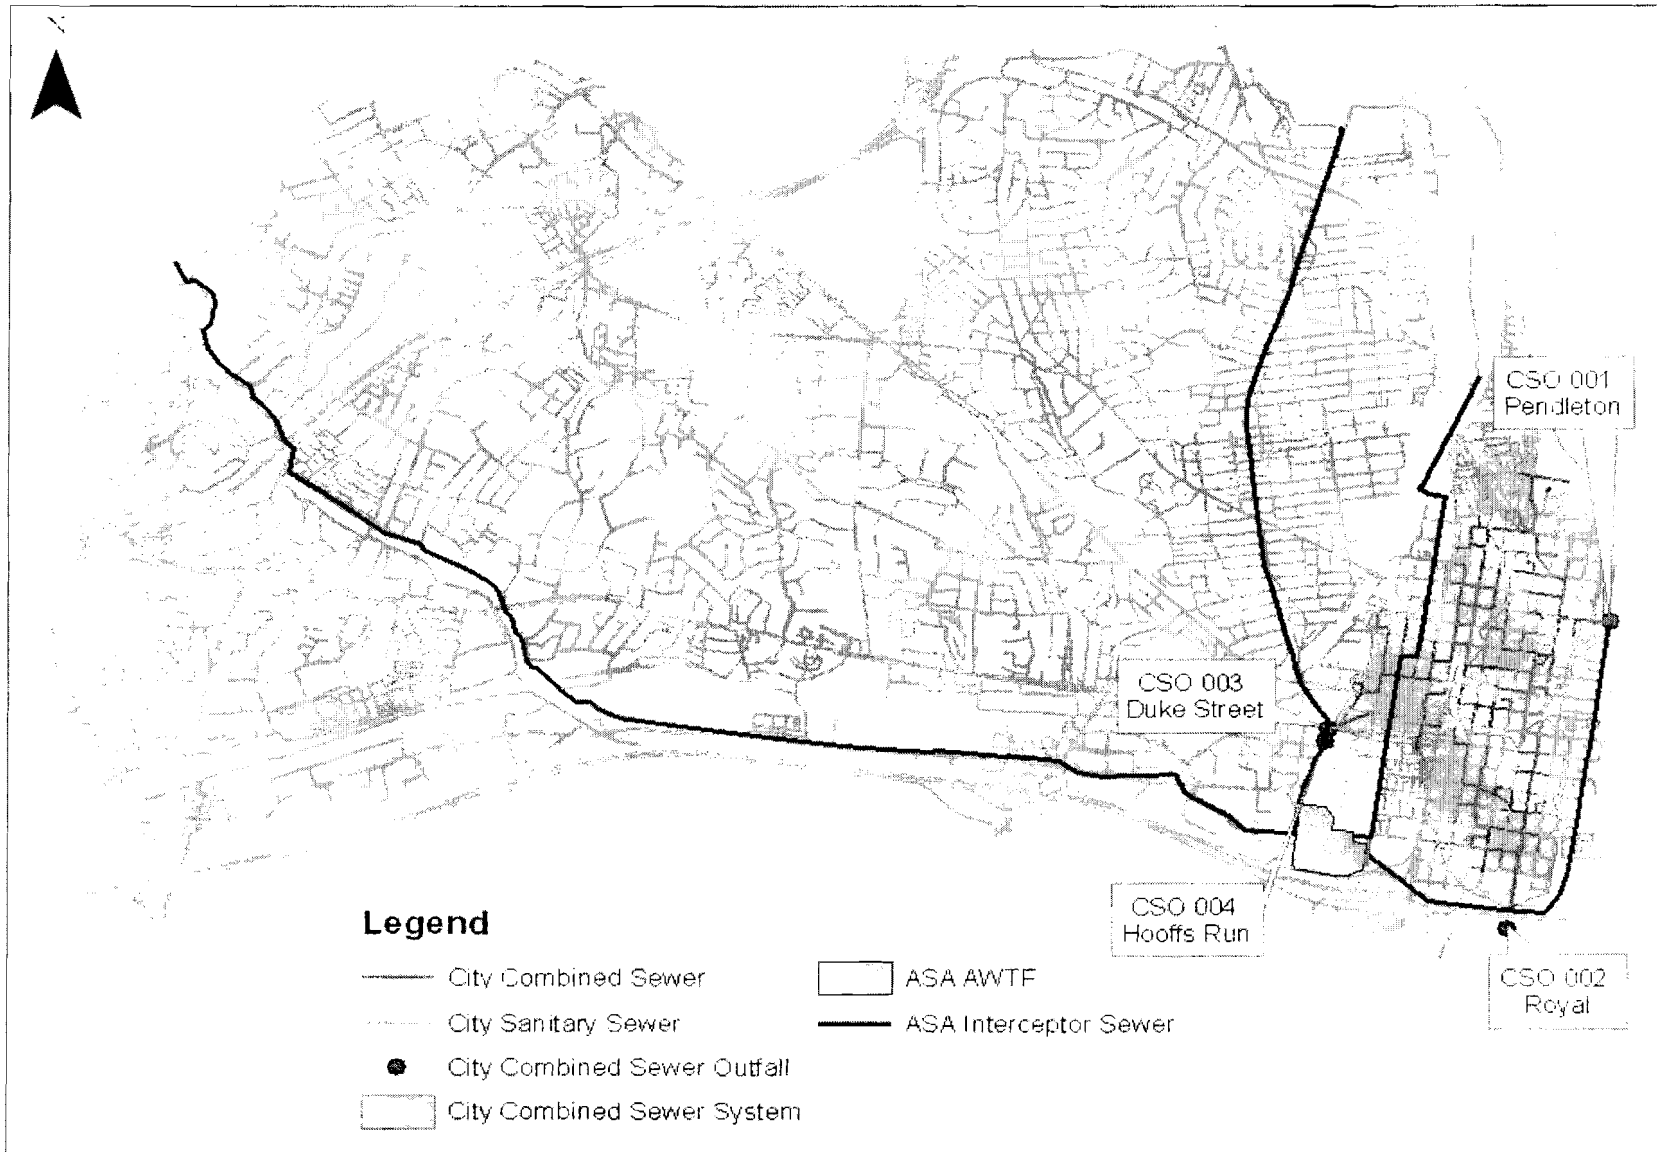 CSO 001
Pendleton
CSO 003
Duke Street
CSO 004
Hooffs Run
CSO 002
Royal
Legend
City Combined Sewer
City Sanitary Sewer
City Combined Sewer Outfall
City Combined Sewer System
ASA AWTF
ASA Interceptor Sewer